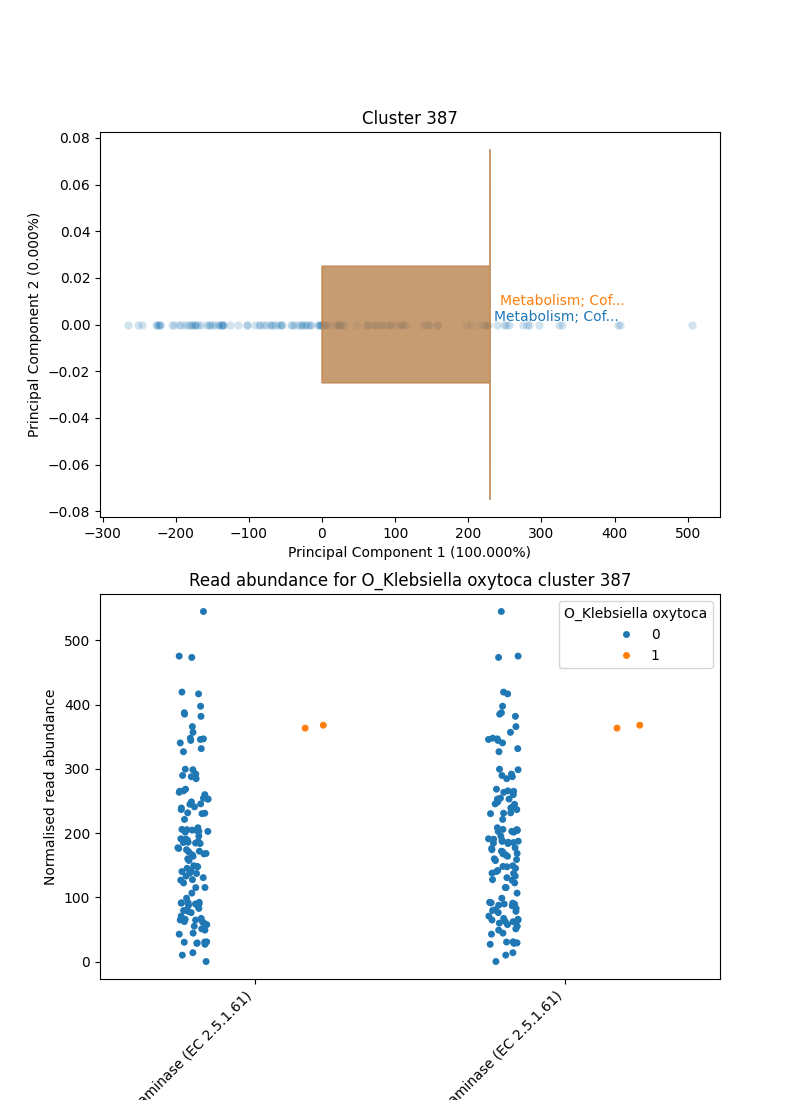 Cluster 387
0.08
0.06
0.04
0.02
0.00
−0.02
−0.04
−0.06
−0.08
Principal Component 2 (0.000%)
Metabolism; Cof...
Metabolism; Cof...
−300
−200
−100
0
100
200
300
400
500
Principal Component 1 (100.000%)
Read abundance for O_Klebsiella oxytoca cluster 387
O_Klebsiella oxytoca
0
1
500
400
300
200
100
0
Normalised read abundance
aminase (EC 2.5.1.61)
aminase (EC 2.5.1.61)